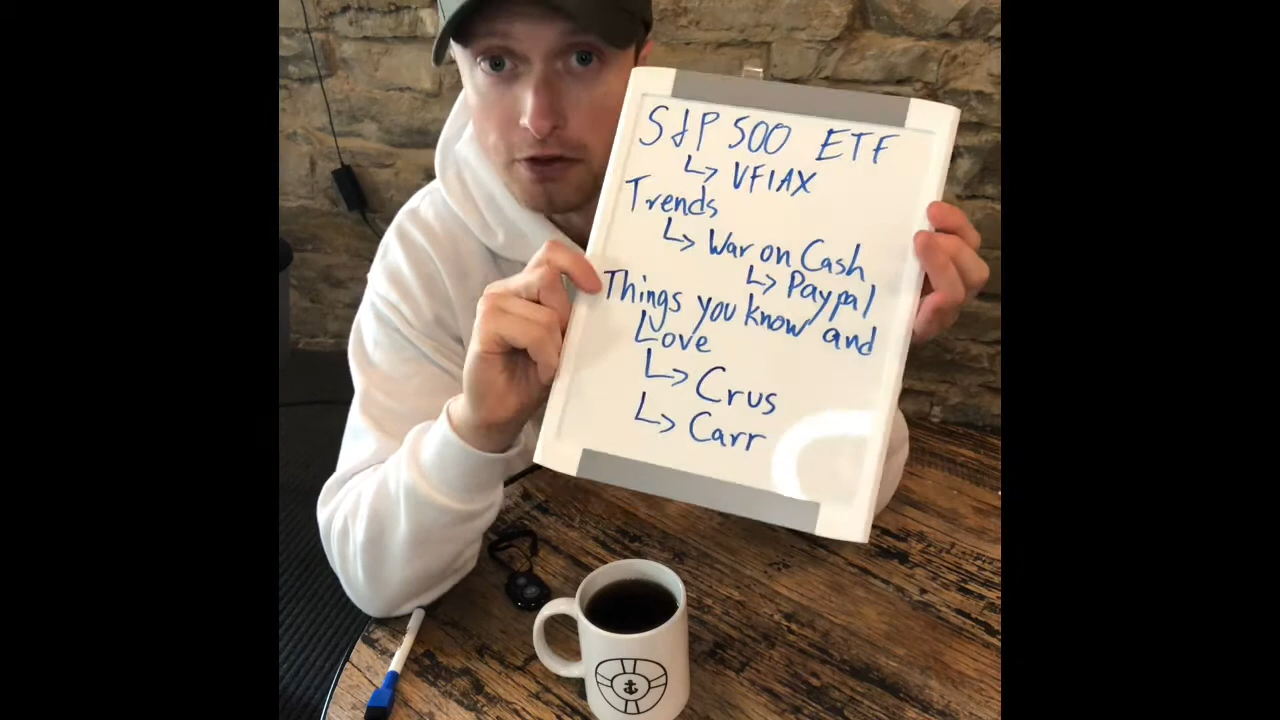 S&P 500 ETF
↳ VFIAX
Trends
↳ War on Cash
↳ Paypal
Things you know and
Love
↳ Crus
↳ Carr